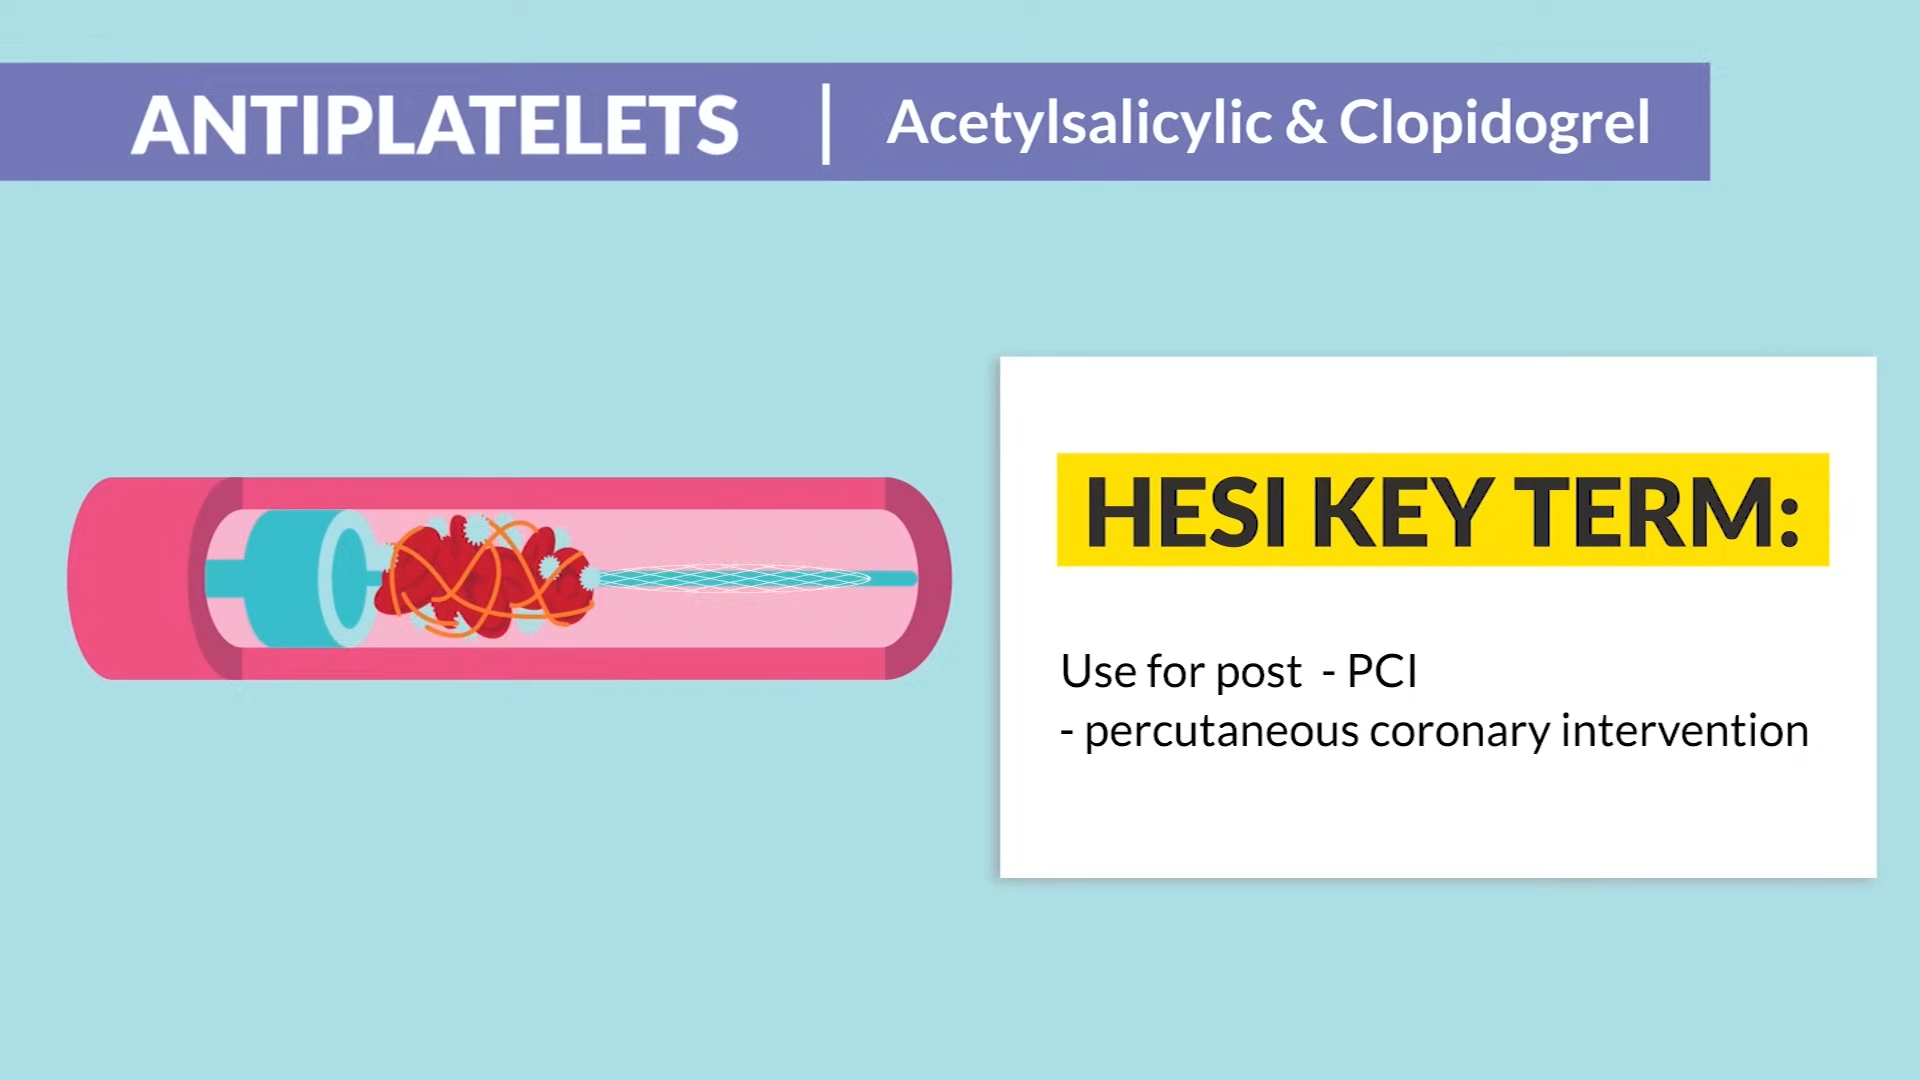 ANTIPLATELETS | Acetylsalicylic & Clopidogrel
HESI KEY TERM:
Use for post - PCI
- percutaneous coronary intervention